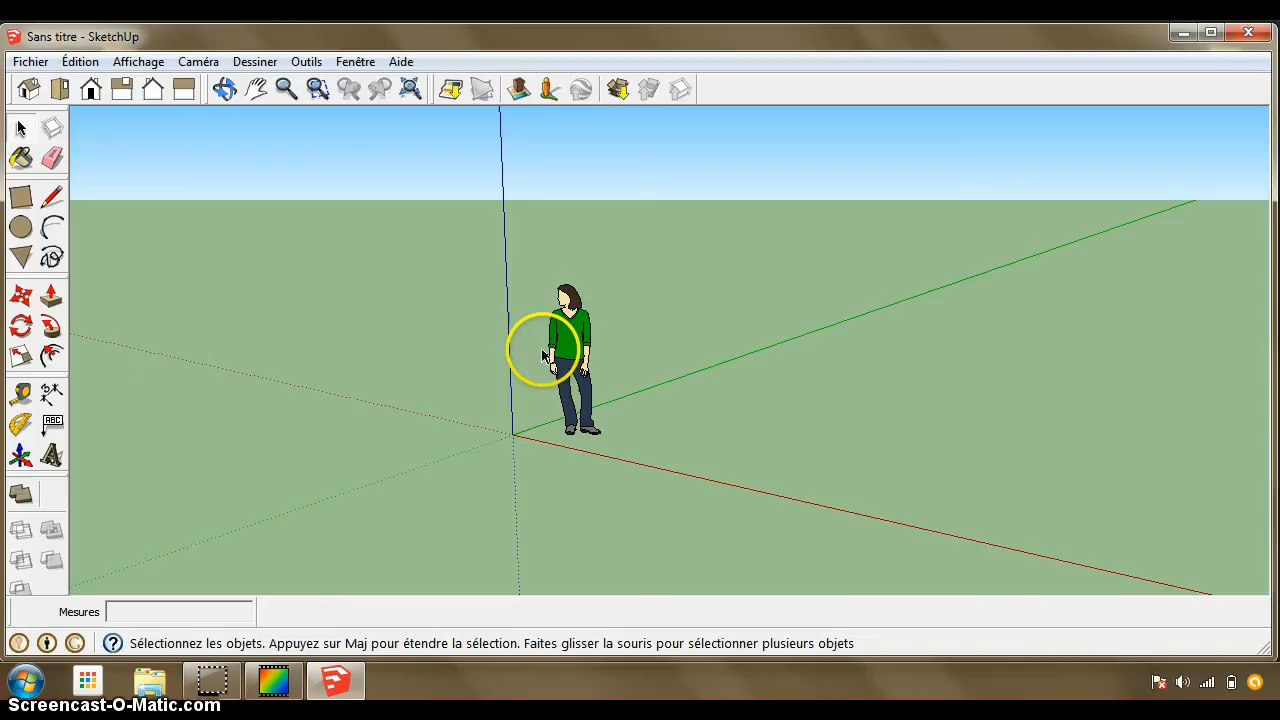 Sans titre - SketchUp
Fichier Édition Affichage Caméra Dessiner Outils Fenêtre Aide
ABC
A
Mesures
Sélectionnez les objets. Appuyez sur Maj pour étendre la sélection. Faites glisser la souris pour sélectionner plusieurs objets
Screencast-O-Matic.com